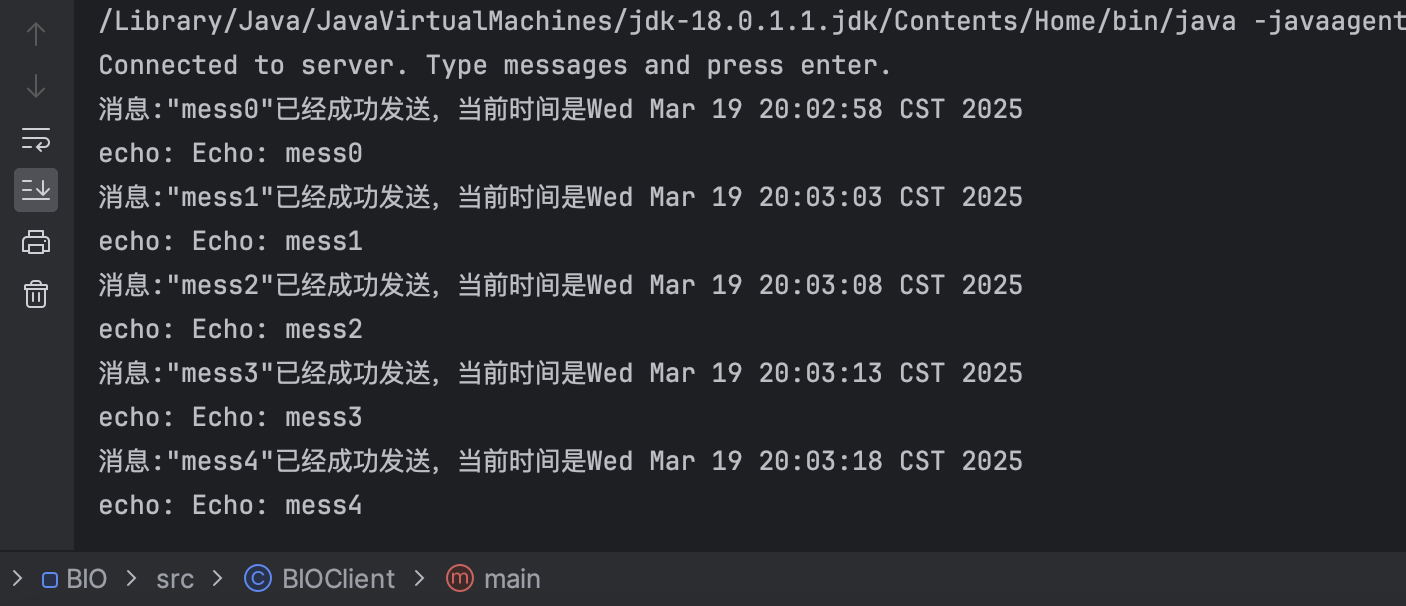 /Library/Java/JavaVirtualMachines/jdk-18.0.1.1.jdk/Contents/Home/bin/java -javaagent
Connected to server. Type messages and press enter.
消息:"mess0"已经成功发送，当前时间是Wed Mar 19 20:02:58 CST 2025
echo: Echo: mess0
消息:"mess1"已经成功发送，当前时间是Wed Mar 19 20:03:03 CST 2025
echo: Echo: mess1
消息:"mess2"已经成功发送，当前时间是Wed Mar 19 20:03:08 CST 2025
echo: Echo: mess2
消息:"mess3"已经成功发送，当前时间是Wed Mar 19 20:03:13 CST 2025
echo: Echo: mess3
消息:"mess4"已经成功发送，当前时间是Wed Mar 19 20:03:18 CST 2025
echo: Echo: mess4
> BIO > src > C BIOClient > m main